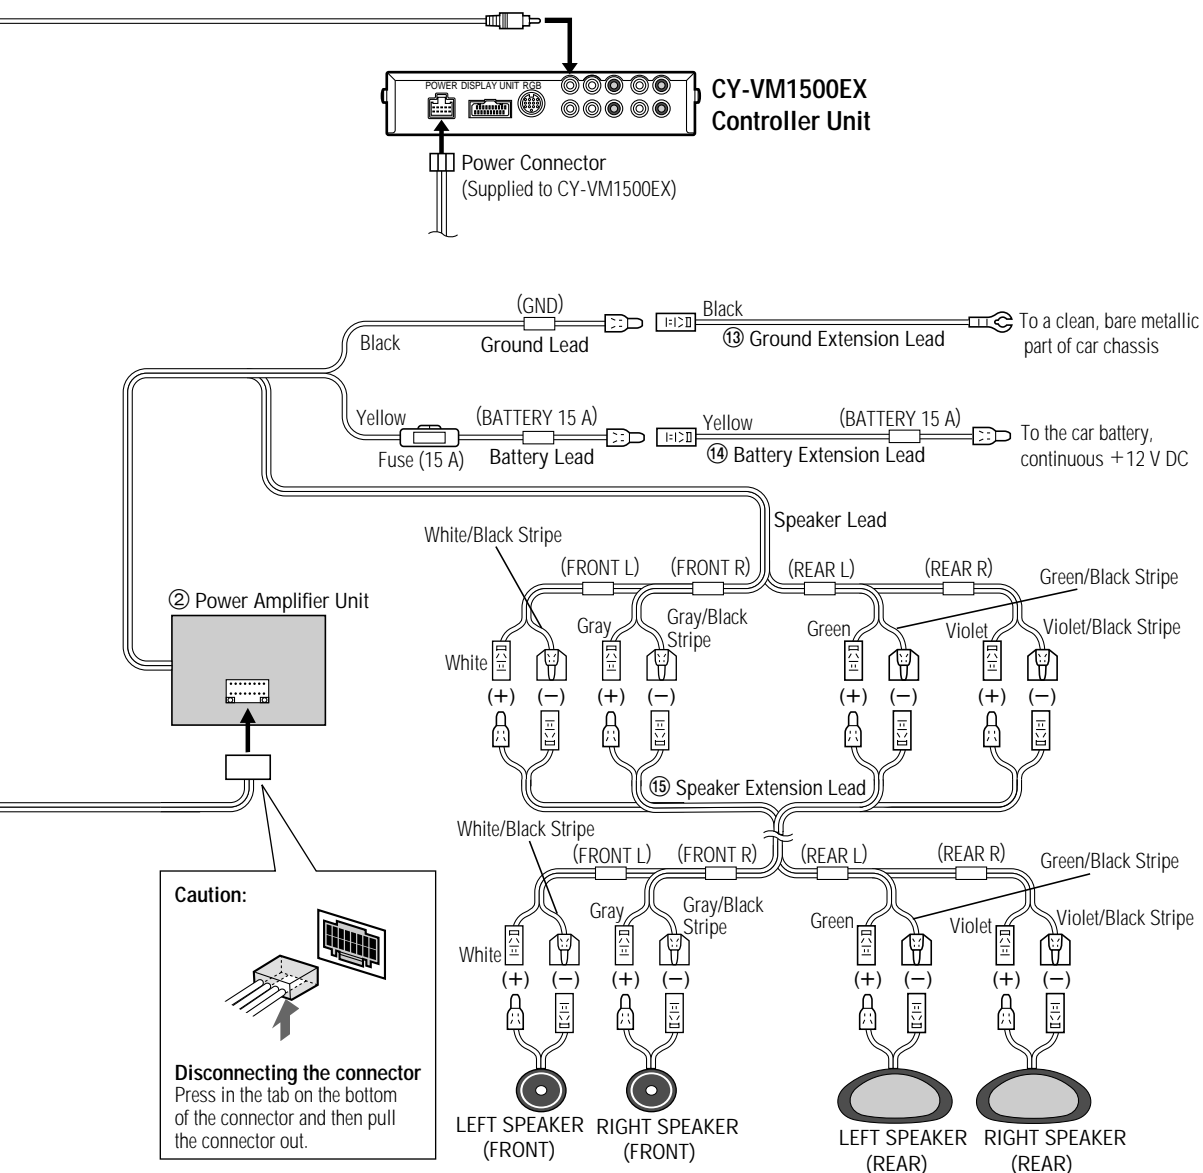 POWER DISPLAY UNIT RGB
CY-VM1500EX
Controller Unit
Power Connector
(Supplied to CY-VM1500EX)
(GND)
Black
Black
Ground Lead
⑬ Ground Extension Lead
To a clean, bare metallic
part of car chassis
Yellow
(BATTERY 15 A)
Yellow
(BATTERY 15 A)
Fuse (15 A)
Battery Lead
⑭ Battery Extension Lead
To the car battery,
continuous +12 V DC
Speaker Lead
White/Black Stripe
(FRONT L)
(FRONT R)
(REAR L)
(REAR R)
Green/Black Stripe
② Power Amplifier Unit
White
Gray
Gray/Black
Stripe
Green
Violet
Violet/Black Stripe
(+) (−) (+) (−) (+) (−) (+) (−)
⑮ Speaker Extension Lead
White/Black Stripe
(FRONT L)
(FRONT R)
(REAR L)
(REAR R)
Green/Black Stripe
White
Gray
Gray/Black
Stripe
Green
Violet
Violet/Black Stripe
(+) (−) (+) (−) (+) (−) (+) (−)
Caution:
Disconnecting the connector
Press in the tab on the bottom
of the connector and then pull
the connector out.
LEFT SPEAKER
(FRONT)
RIGHT SPEAKER
(FRONT)
LEFT SPEAKER
(REAR)
RIGHT SPEAKER
(REAR)